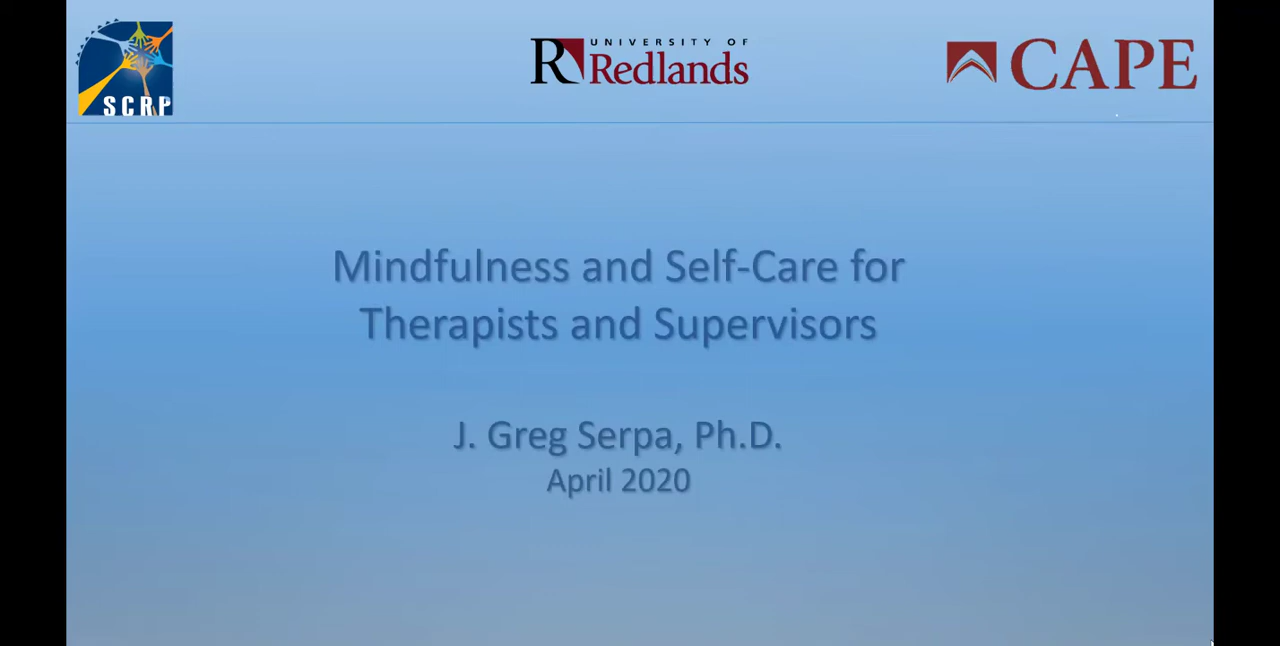 SCRP
UNIVERSITY OF
Redlands
CAPE
Mindfulness and Self-Care for
Therapists and Supervisors
J. Greg Serpa, Ph.D.
April 2020